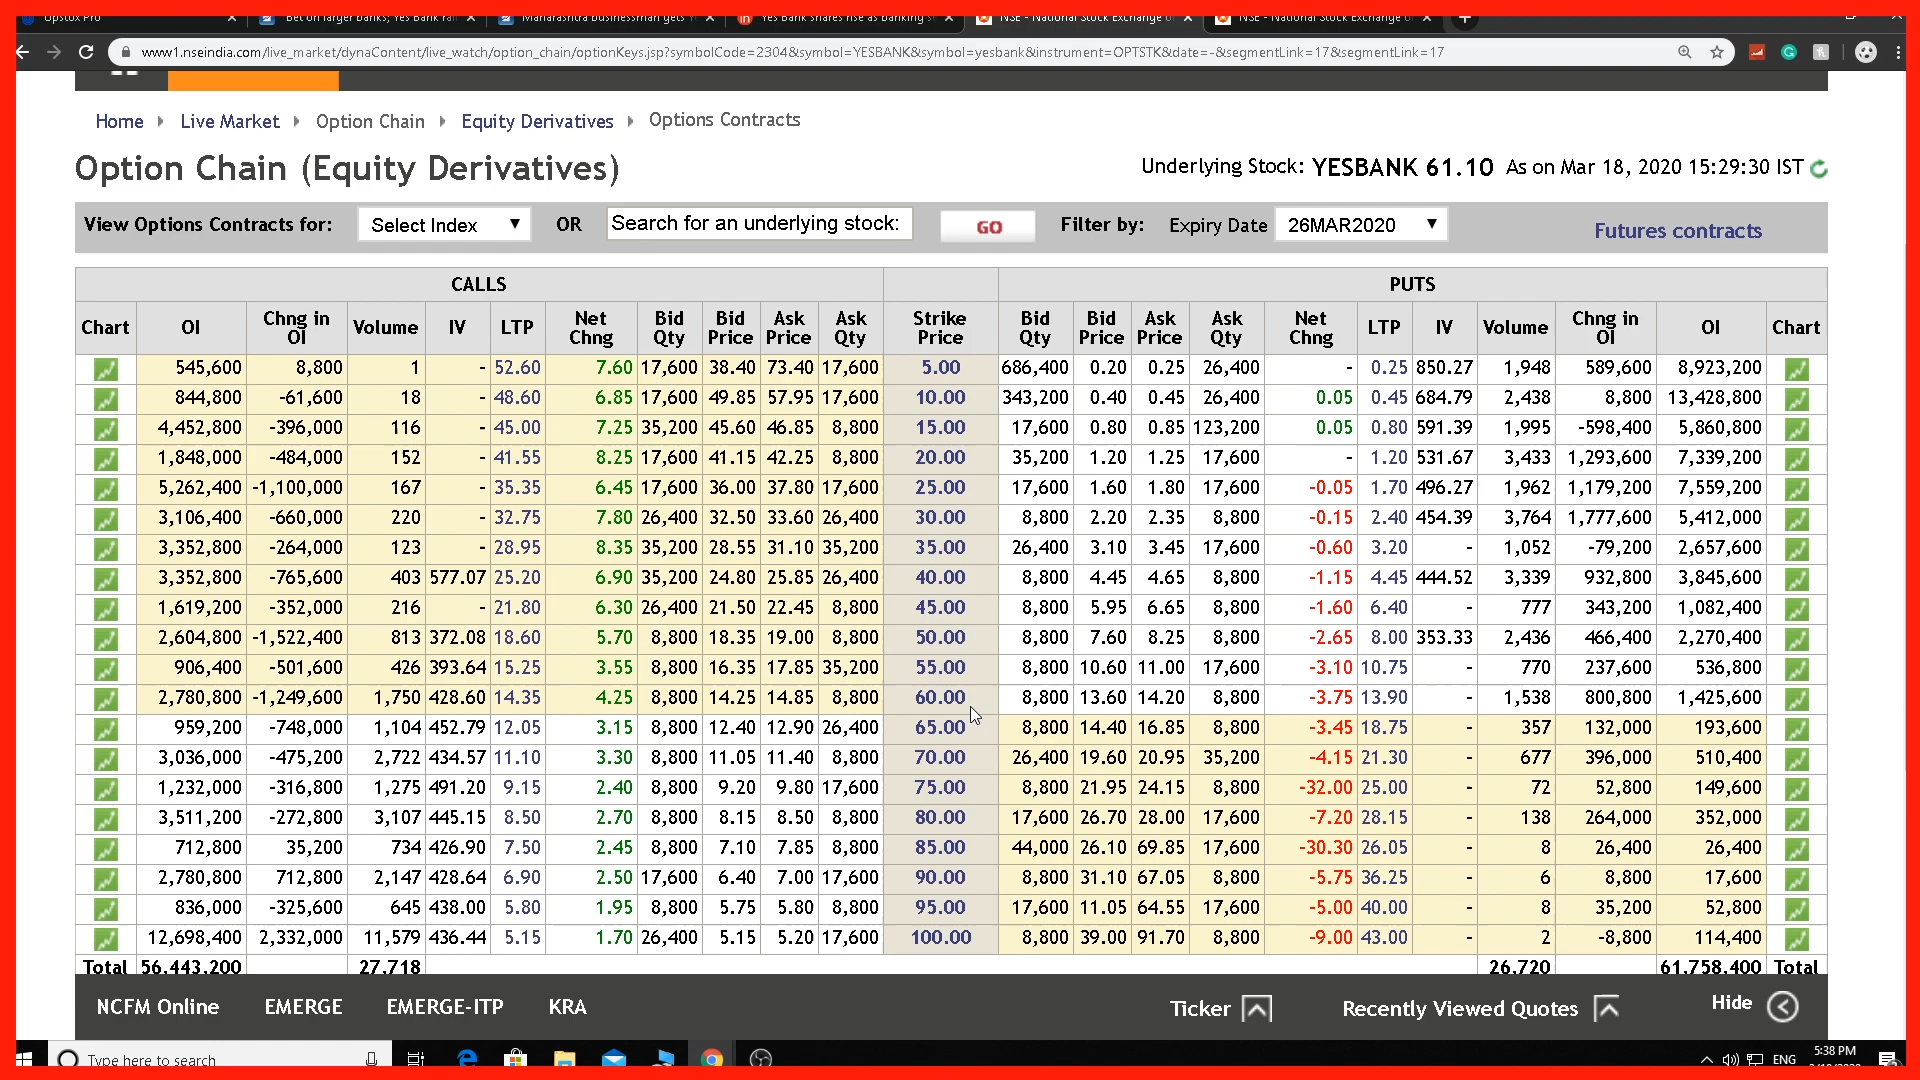 Upstox Pro Bet on larger banks; Yes Bank ral Maharashtra businessman gets Yes Bank shares rise as banking s NSE - National Stock Exchange of NSE - National Stock Exchange of
www1.nseindia.com/live_market/dynaContent/live_watch/option_chain/optionKeys.jsp?symbolCode=2304&symbol=YESBANK&symbol=yesbank&instrument=OPTSTK&date=-&segmentLink=17&segmentLink=17
Home Live Market Option Chain Equity Derivatives Options Contracts
Option Chain (Equity Derivatives) Underlying Stock: YESBANK 61.10 As on Mar 18, 2020 15:29:30 IST
View Options Contracts for: Select Index OR Search for an underlying stock: GO Filter by: Expiry Date 26MAR2020 Futures contracts
CALLS PUTS
Chart OI Chng in OI Volume IV LTP Net Chng Bid Qty Bid Price Ask Price Ask Qty Strike Price Bid Qty Bid Price Ask Price Ask Qty Net Chng LTP IV Volume Chng in OI OI Chart
545,600 8,800 1 - 52.60 7.60 17,600 38.40 73.40 17,600 5.00 686,400 0.20 0.25 26,400 - 0.25 850.27 1,948 589,600 8,923,200
844,800 -61,600 18 - 48.60 6.85 17,600 49.85 57.95 17,600 10.00 343,200 0.40 0.45 26,400 0.05 0.45 684.79 2,438 8,800 13,428,800
4,452,800 -396,000 116 - 45.00 7.25 35,200 45.60 46.85 8,800 15.00 17,600 0.80 0.85 123,200 0.05 0.80 591.39 1,995 -598,400 5,860,800
1,848,000 -484,000 152 - 41.55 8.25 17,600 41.15 42.25 8,800 20.00 35,200 1.20 1.25 17,600 - 1.20 531.67 3,433 1,293,600 7,339,200
5,262,400 -1,100,000 167 - 35.35 6.45 17,600 36.00 37.80 17,600 25.00 17,600 1.60 1.80 17,600 -0.05 1.70 496.27 1,962 1,179,200 7,559,200
3,106,400 -660,000 220 - 32.75 7.80 26,400 32.50 33.60 26,400 30.00 8,800 2.20 2.35 8,800 -0.15 2.40 454.39 3,764 1,777,600 5,412,000
3,352,800 -264,000 123 - 28.95 8.35 35,200 28.55 31.10 35,200 35.00 26,400 3.10 3.45 17,600 -0.60 3.20 - 1,052 -79,200 2,657,600
3,352,800 -765,600 403 577.07 25.20 6.90 35,200 24.80 25.85 26,400 40.00 8,800 4.45 4.65 8,800 -1.15 4.45 444.52 3,339 932,800 3,845,600
1,619,200 -352,000 216 - 21.80 6.30 26,400 21.50 22.45 8,800 45.00 8,800 5.95 6.65 8,800 -1.60 6.40 - 777 343,200 1,082,400
2,604,800 -1,522,400 813 372.08 18.60 5.70 8,800 18.35 19.00 8,800 50.00 8,800 7.60 8.25 8,800 -2.65 8.00 353.33 2,436 466,400 2,270,400
906,400 -501,600 426 393.64 15.25 3.55 8,800 16.35 17.85 35,200 55.00 8,800 10.60 11.00 17,600 -3.10 10.75 - 770 237,600 536,800
2,780,800 -1,249,600 1,750 428.60 14.35 4.25 8,800 14.25 14.85 8,800 60.00 8,800 13.60 14.20 8,800 -3.75 13.90 - 1,538 800,800 1,425,600
959,200 -748,000 1,104 452.79 12.05 3.15 8,800 12.40 12.90 26,400 65.00 8,800 14.40 16.85 8,800 -3.45 18.75 - 357 132,000 193,600
3,036,000 -475,200 2,722 434.57 11.10 3.30 8,800 11.05 11.40 8,800 70.00 26,400 19.60 20.95 35,200 -4.15 21.30 - 677 396,000 510,400
1,232,000 -316,800 1,275 491.20 9.15 2.40 8,800 9.20 9.80 17,600 75.00 8,800 21.95 24.15 8,800 -32.00 25.00 - 72 52,800 149,600
3,511,200 -272,800 3,107 445.15 8.50 2.70 8,800 8.15 8.50 8,800 80.00 17,600 26.70 28.00 17,600 -7.20 28.15 - 138 264,000 352,000
712,800 35,200 734 426.90 7.50 2.45 8,800 7.10 7.85 8,800 85.00 44,000 26.10 69.85 17,600 -30.30 26.05 - 8 26,400 26,400
2,780,800 712,800 2,147 428.64 6.90 2.50 17,600 6.40 7.00 17,600 90.00 8,800 31.10 67.05 8,800 -5.75 36.25 - 6 8,800 17,600
836,000 -325,600 645 438.00 5.80 1.95 8,800 5.75 5.80 8,800 95.00 17,600 11.05 64.55 17,600 -5.00 40.00 - 8 35,200 52,800
12,698,400 2,332,000 11,579 436.44 5.15 1.70 26,400 5.15 5.20 17,600 100.00 8,800 39.00 91.70 8,800 -9.00 43.00 - 2 -8,800 114,400
Total 56,443,200 27,718 26,720 61,758,400 Total
NCFM Online EMERGE EMERGE-ITP KRA Ticker Recently Viewed Quotes Hide
Type here to search ENG 5:38 PM